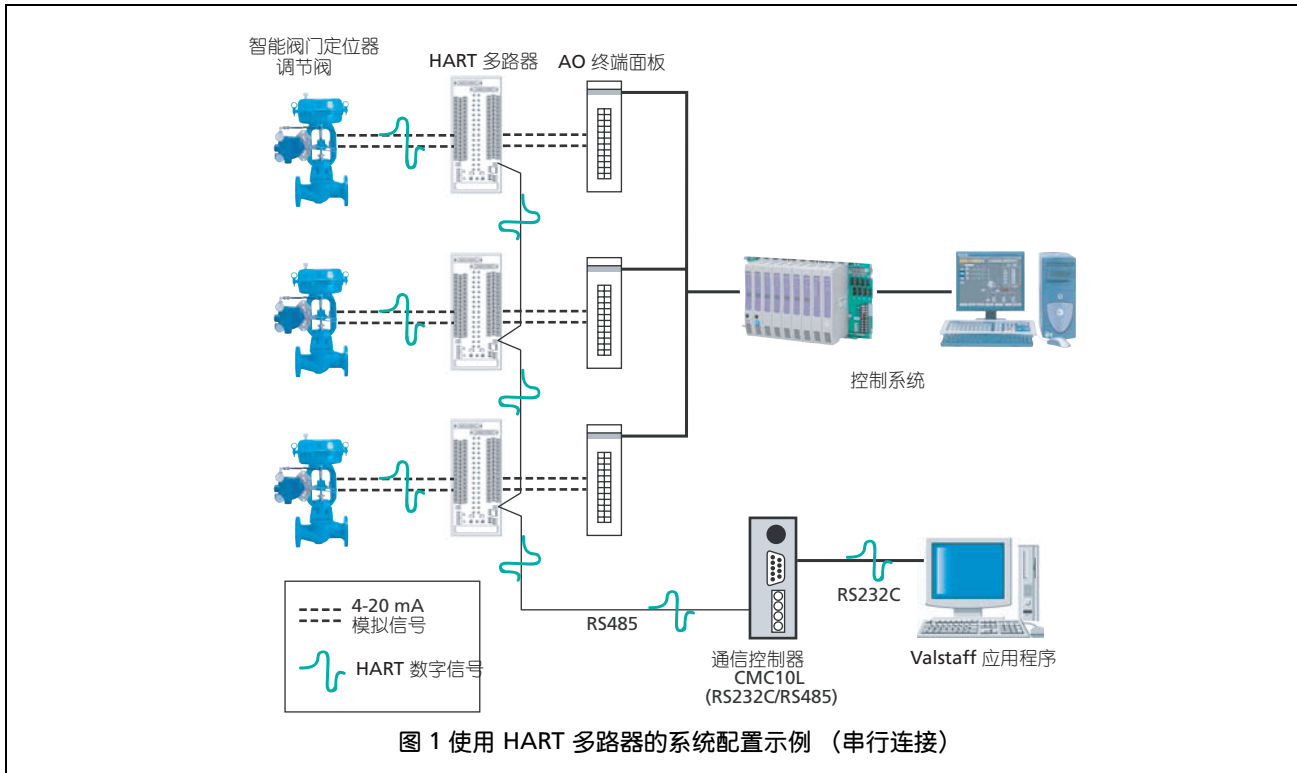 智能阀门定位器
调节阀
HART 多路器
AO 终端面板
控制系统
4-20 mA
模拟信号
HART 数字信号
RS485
RS232C
通信控制器
CMC10L
(RS232C/RS485)
Valstaff 应用程序
图 1 使用 HART 多路器的系统配置示例 （串行连接）